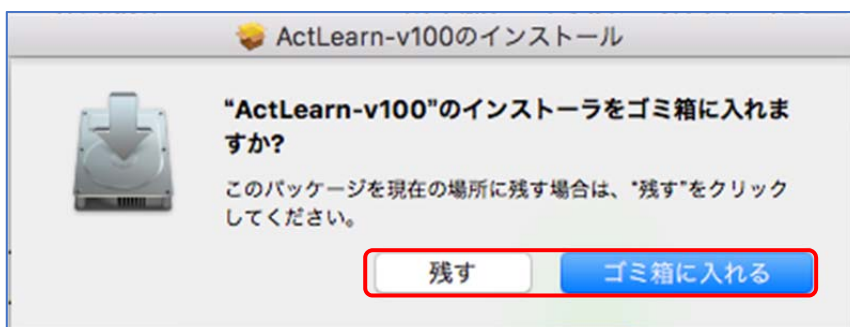 ActLearn-v100のインストール
“ActLearn-v100”のインストーラをゴミ箱に入れま
すか?
このパッケージを現在の場所に残す場合は、“残す”をクリック
してください。
残す ゴミ箱に入れる